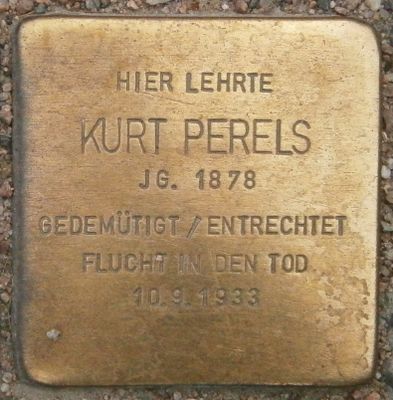 HIER LEHRTE
KURT PERELS
JG. 1878
GEDEMÜTIGT / ENTRECHTET
FLUCHT IN DEN TOD
10.9.1933